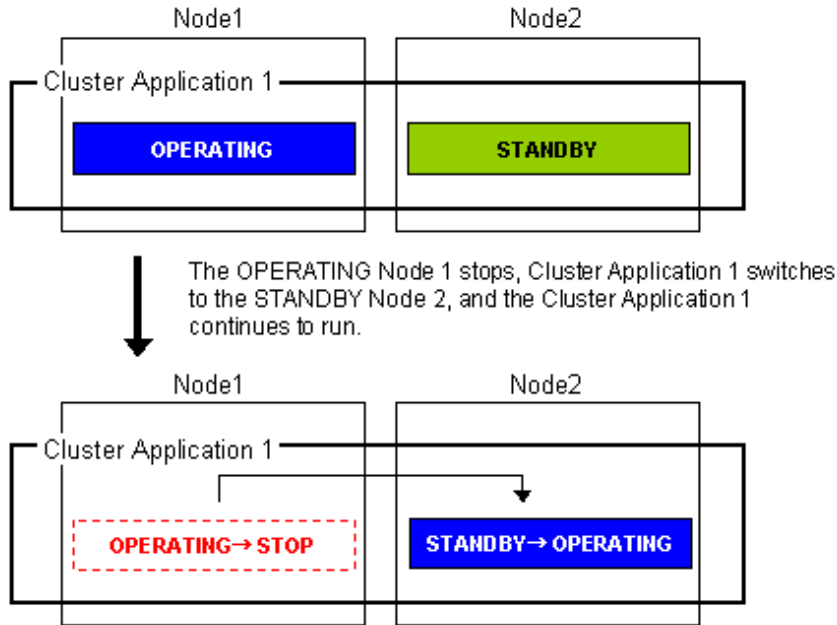 Node1
Node2
Cluster Application 1
OPERATING
STANDBY
The OPERATING Node 1 stops, Cluster Application 1 switches
to the STANDBY Node 2, and the Cluster Application 1
continues to run.
Node1
Node2
Cluster Application 1
OPERATING→STOP
STANDBY→OPERATING